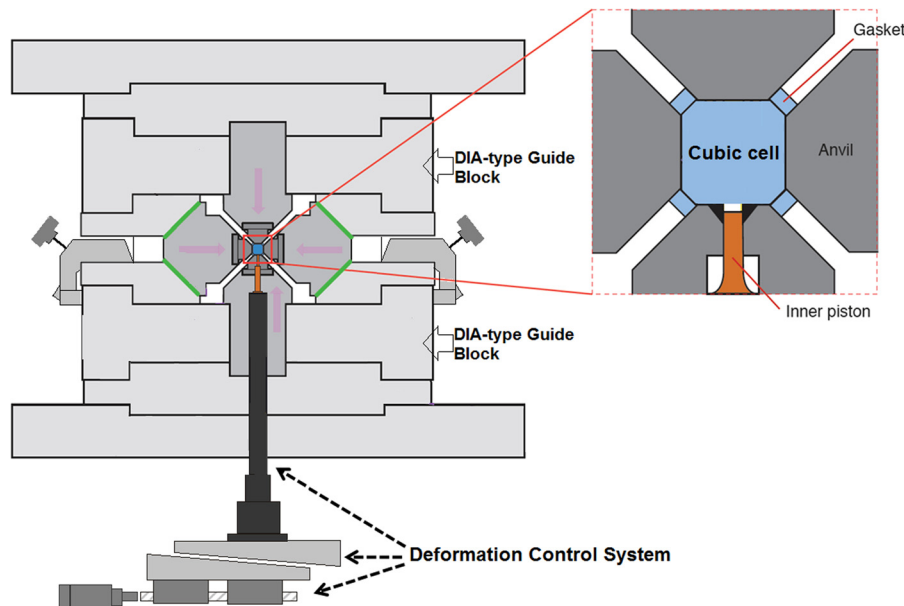 Gasket
Cubic cell
Anvil
DIA-type Guide
Block
Inner piston
DIA-type Guide
Block
Deformation Control System